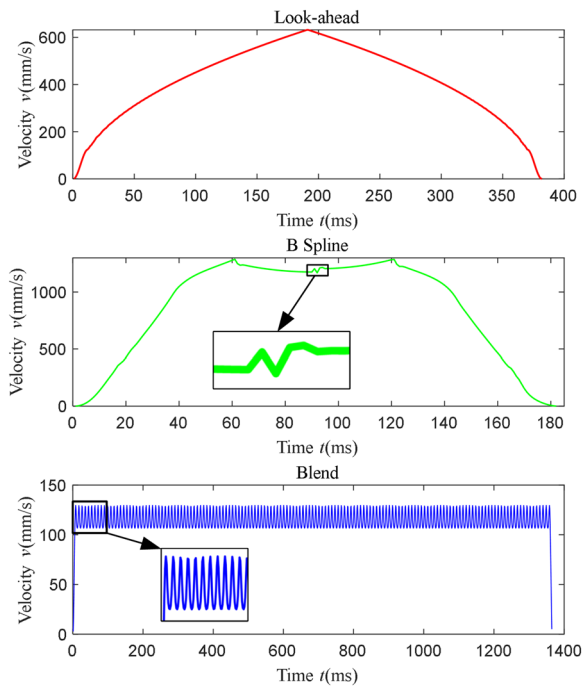 Look-ahead
600
400
200
0
Velocity v(mm/s)
0 50 100 150 200 250 300 350 400
Time t(ms)
B Spline
1000
500
0
Velocity v(mm/s)
0 20 40 60 80 100 120 140 160 180
Time t(ms)
Blend
150
100
50
0
Velocity v(mm/s)
0 200 400 600 800 1000 1200 1400
Time t(ms)